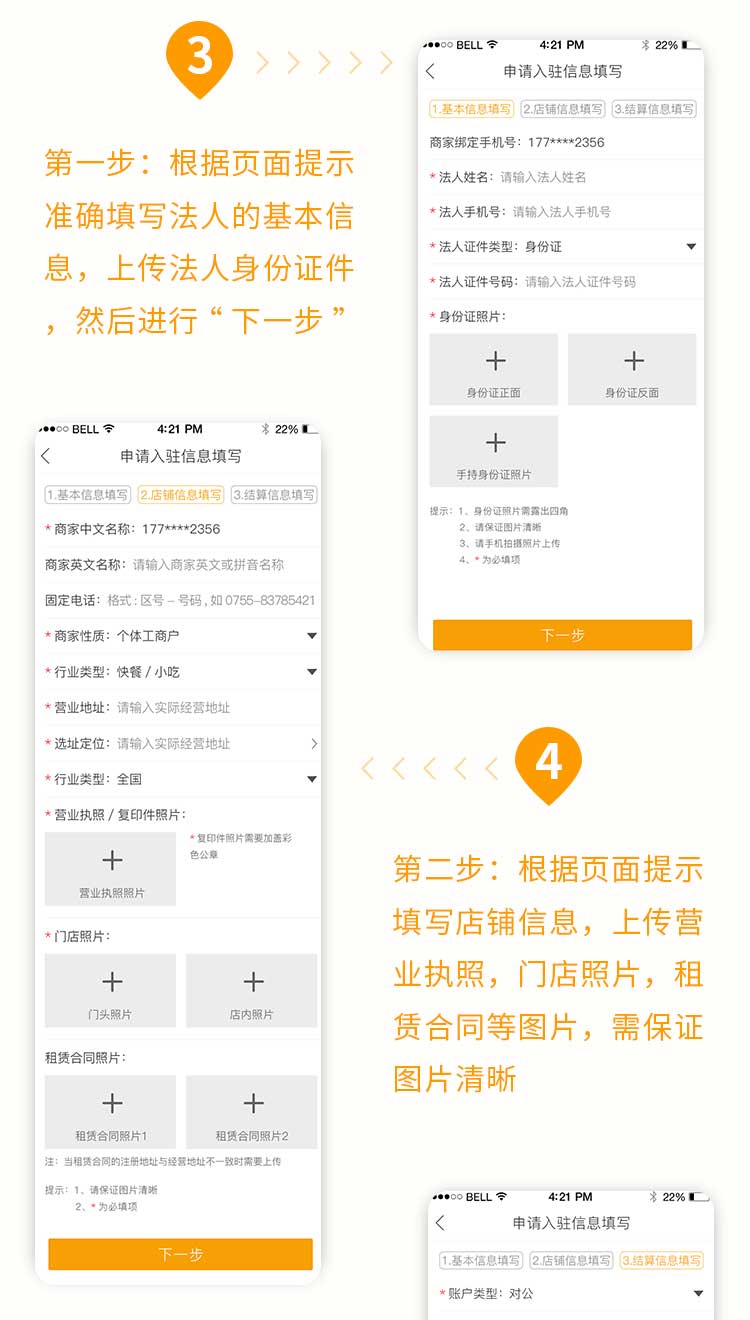 3
第一步：根据页面提示
准确填写法人的基本信
息，上传法人身份证件
，然后进行“下一步”
BELL 4:21 PM 22%
申请入驻信息填写
1.基本信息填写 2.店铺信息填写 3.结算信息填写
商家绑定手机号：177****2356
*法人姓名：请输入法人姓名
*法人手机号：请输入法人手机号
*法人证件类型：身份证
*法人证件号码：请输入法人证件号码
*身份证照片：
身份证正面 身份证反面
手持身份证照片
提示：1、身份证照片需露出四角
2、请保证图片清晰
3、请手机拍摄照片上传
4、*为必填项
下一步
BELL 4:21 PM 22%
申请入驻信息填写
1.基本信息填写 2.店铺信息填写 3.结算信息填写
*商家中文名称：177****2356
商家英文名称：请输入商家英文或拼音名称
固定电话：格式:区号-号码,如 0755-83785421
*商家性质：个体工商户
*行业类型：快餐/小吃
*营业地址：请输入实际经营地址
*选址定位：请输入实际经营地址
*行业类型：全国
*营业执照/复印件照片：
*复印件照片需要加盖彩
色公章
营业执照照片
*门店照片：
门头照片 店内照片
租赁合同照片：
租赁合同照片1 租赁合同照片2
注：当租赁合同的注册地址与经营地址不一致时需要上传
提示：1、请保证图片清晰
2、*为必填项
下一步
4
第二步：根据页面提示
填写店铺信息，上传营
业执照，门店照片，租
赁合同等图片，需保证
图片清晰
BELL 4:21 PM 22%
申请入驻信息填写
1.基本信息填写 2.店铺信息填写 3.结算信息填写
*账户类型：对公